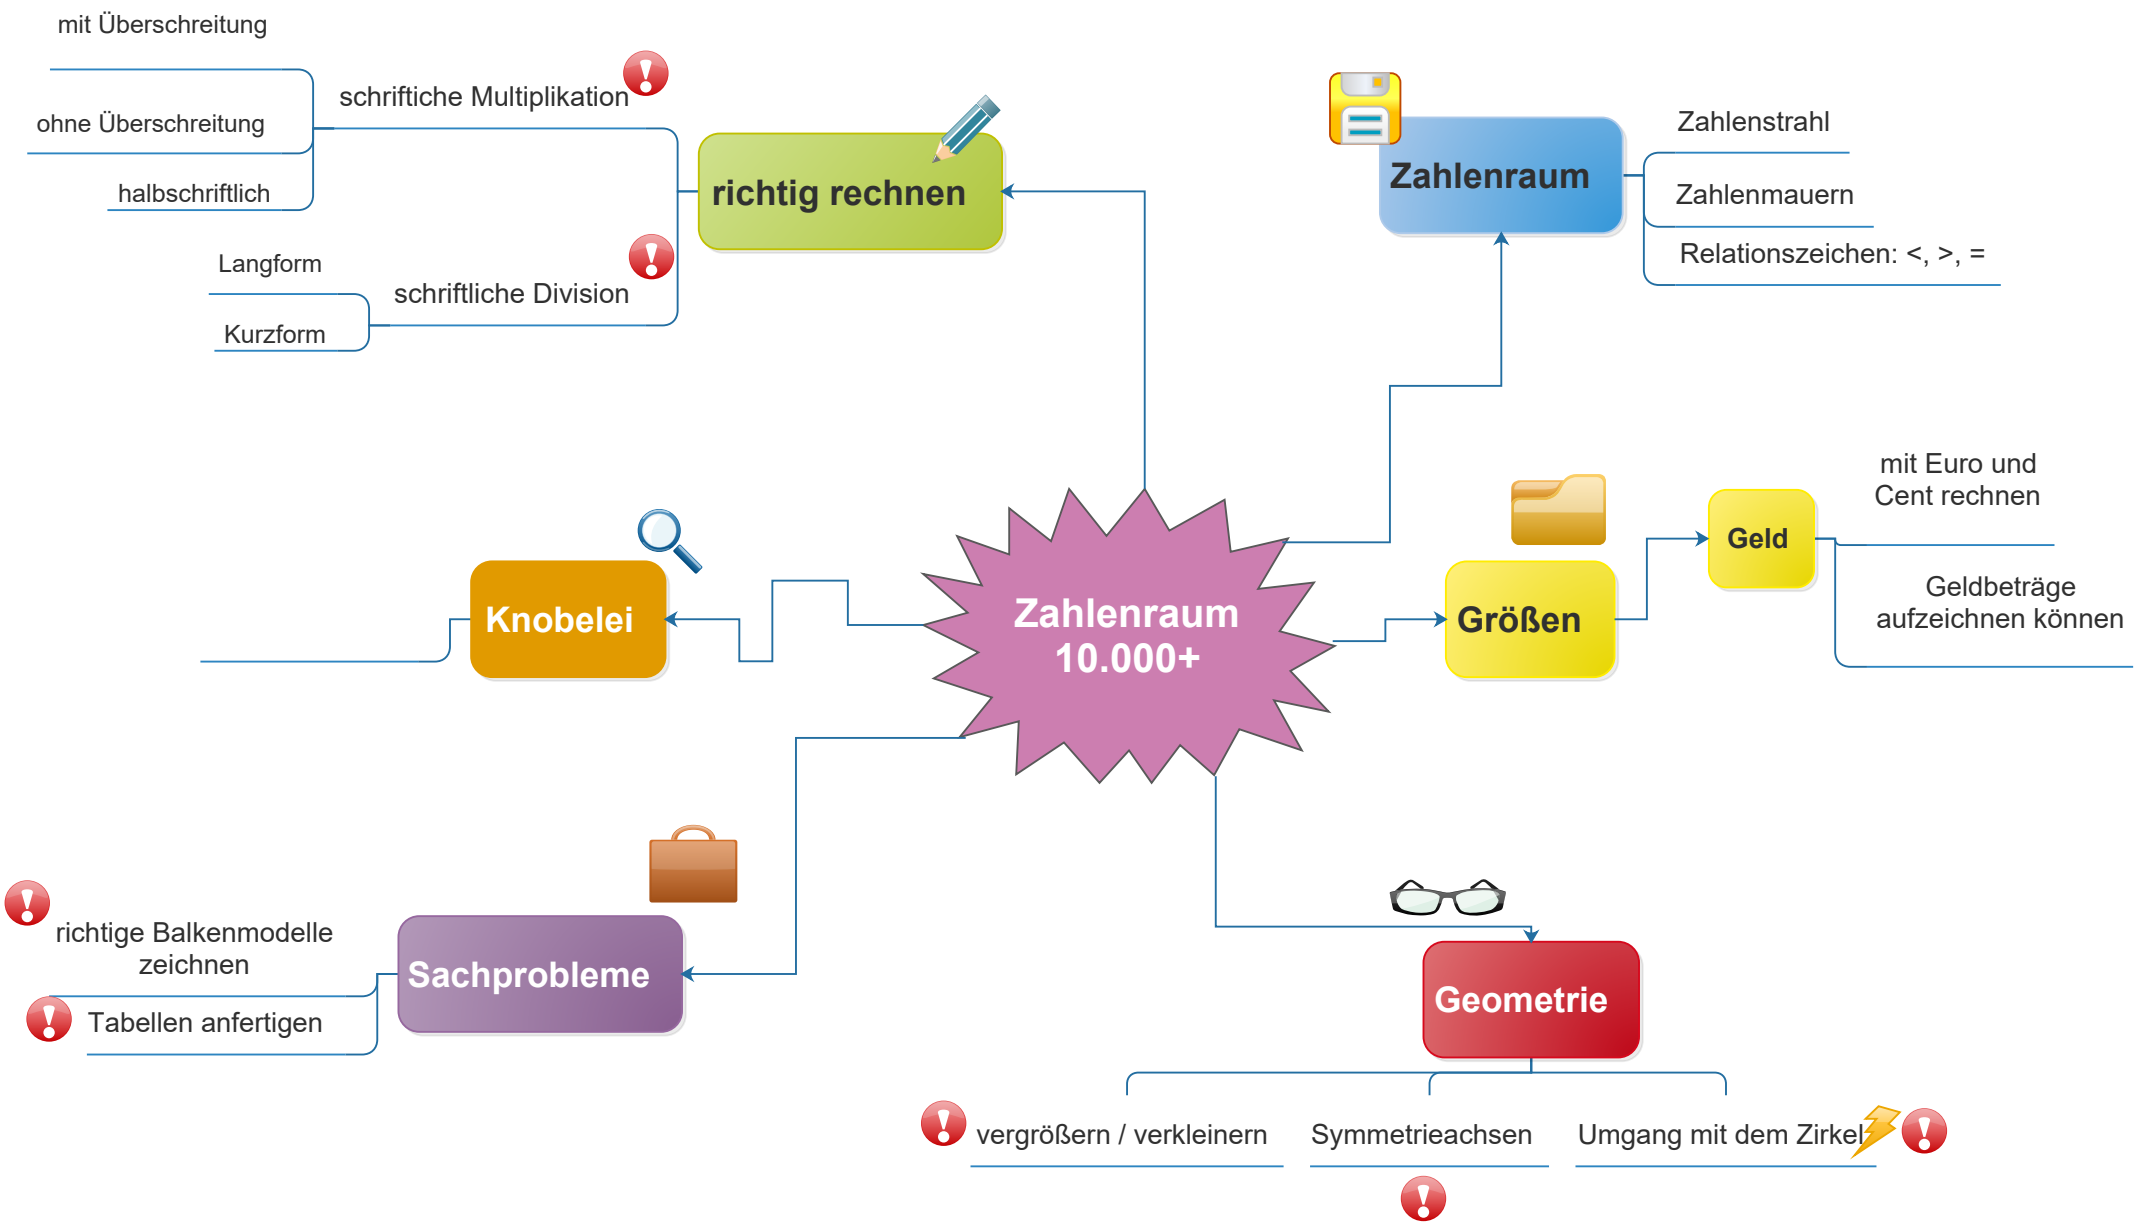 mit Überschreitung
ohne Überschreitung
halbschriftlich
schriftiche Multiplikation
Langform
Kurzform
schriftliche Division
richtig rechnen
Zahlenraum
Zahlenstrahl
Zahlenmauern
Relationszeichen: <, >, =
Knobelei
Zahlenraum
10.000+
Größen
Geld
mit Euro und
Cent rechnen
Geldbeträge
aufzeichnen können
richtige Balkenmodelle
zeichnen
Tabellen anfertigen
Sachprobleme
Geometrie
vergrößern / verkleinern
Symmetrieachsen
Umgang mit dem Zirkel